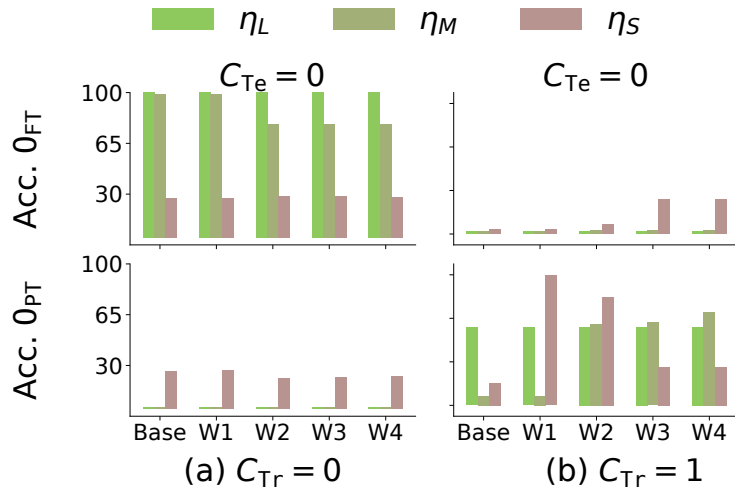 η_L η_M η_S
C_Te = 0 C_Te = 0
Acc. 0_FT
100
65
30
Acc. 0_PT
100
65
30
Base W1 W2 W3 W4 Base W1 W2 W3 W4
(a) C_Tr = 0 (b) C_Tr = 1